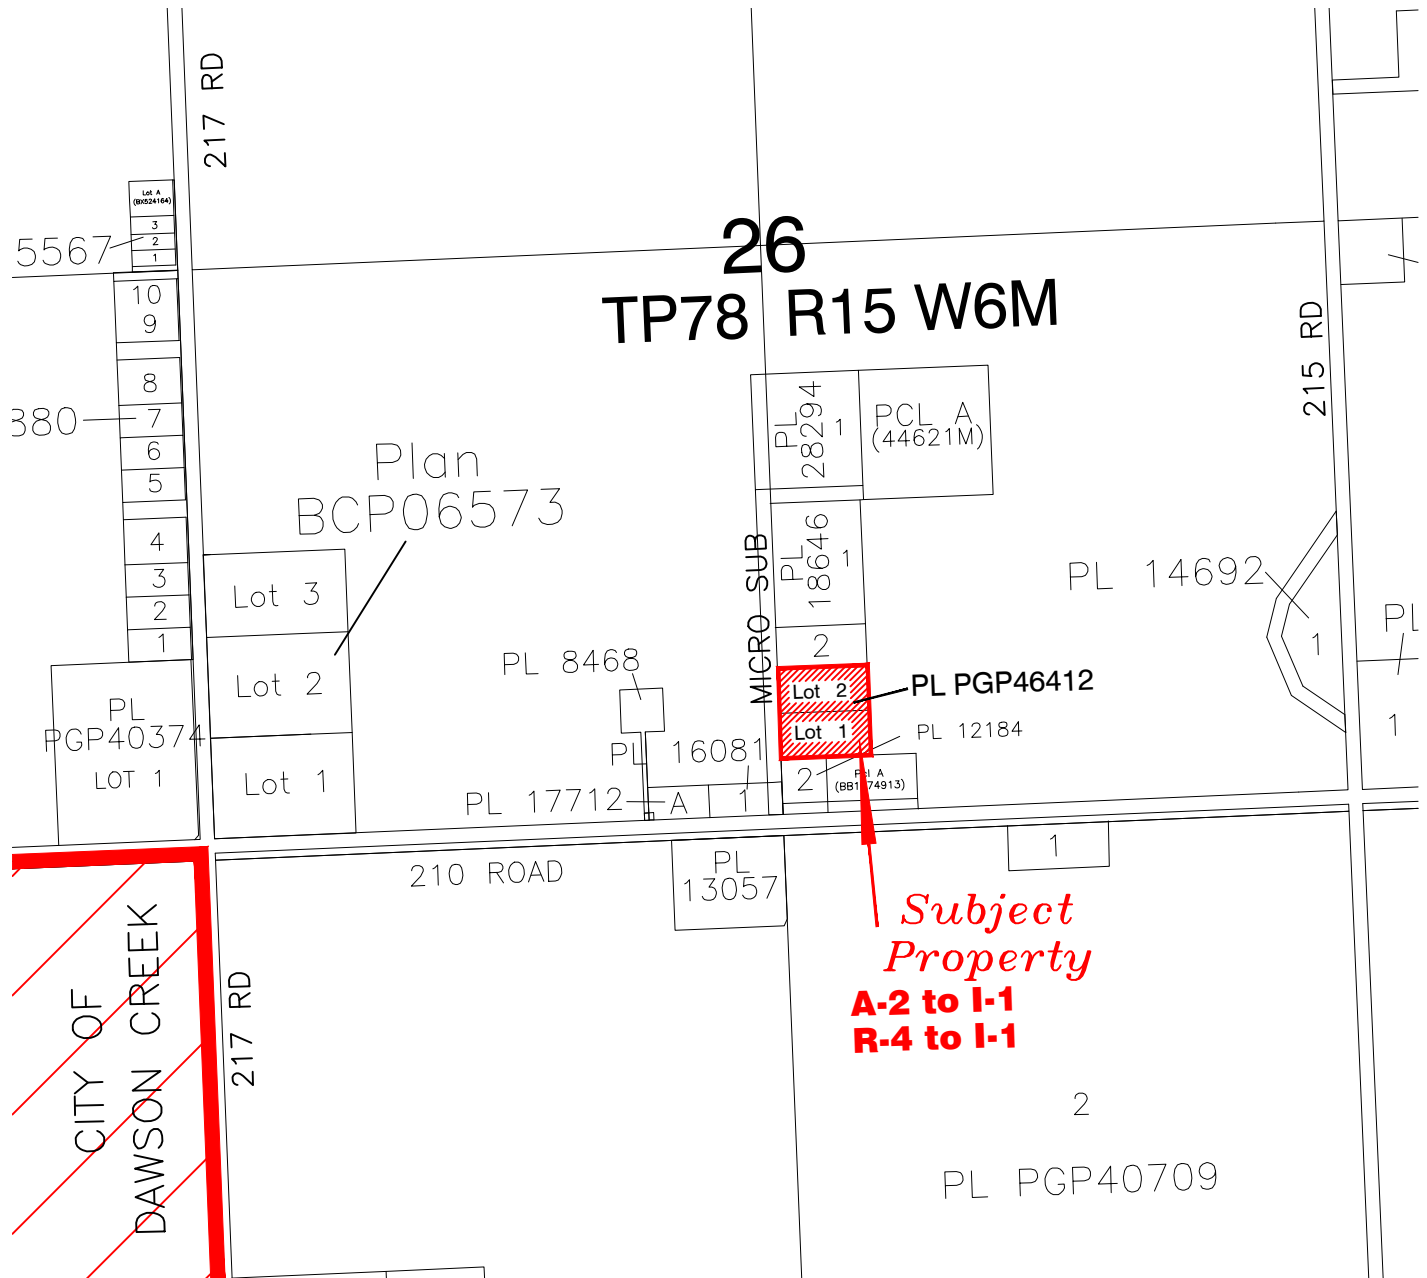 217 RD
Lot A
(BX524164)
3
2
1
5567
26
TP78 R15 W6M
10
9
8
7
6
5
4
3
2
1
880
215 RD
PL
28294
1
PCL A
(44621M)
Plan
BCP06573
Lot 3
Lot 2
Lot 1
PL
18646
1
2
MICRO SUB
PL 14692
1
PL
1
PL 8468
Lot 2
Lot 1
PL PGP46412
PL 12184
PL
PGP40374
LOT 1
PL 16081
1
PL 17712
A
2
Pcl A
210 ROAD
PL
13057
1
Subject
Property
A-2 to I-1
R-4 to I-1
CITY OF
DAWSON CREEK
217 RD
2
PL PGP40709